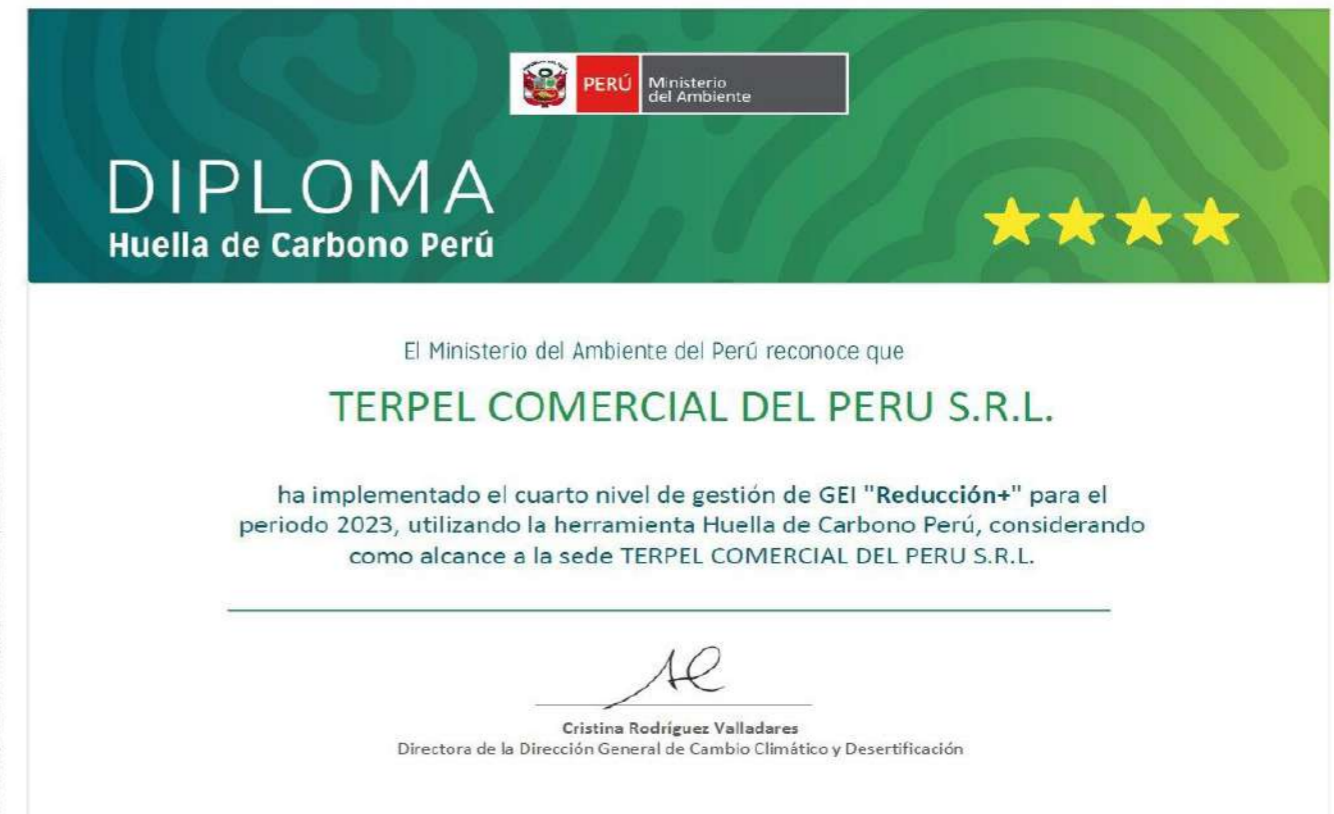 PERÚ
Ministerio
del Ambiente
DIPLOMA
Huella de Carbono Perú
El Ministerio del Ambiente del Perú reconoce que
TERPEL COMERCIAL DEL PERU S.R.L.
ha implementado el cuarto nivel de gestión de GEI "Reducción+" para el
periodo 2023, utilizando la herramienta Huella de Carbono Perú, considerando
como alcance a la sede TERPEL COMERCIAL DEL PERU S.R.L.
Cristina Rodríguez Valladares
Directora de la Dirección General de Cambio Climático y Desertificación